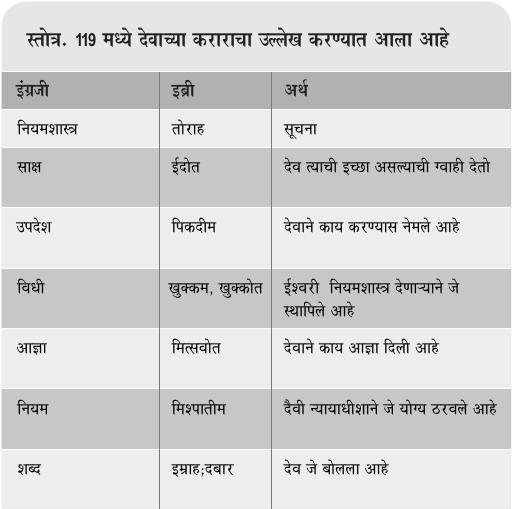 स्तोत्र. 119 मध्ये देवाच्या कराराचा उल्लेख करण्यात आला आहे
इंग्रजी इब्री अर्थ
नियमशास्त्र तोराह सूचना
साक्ष ईदोत देव त्याची इच्छा असल्याची ग्वाही देतो
उपदेश पिकदीम देवाने काय करण्यास नेमले आहे
विधी खुक्कम, खुक्कोत ईश्वरी नियमशास्त्र देणाऱ्याने जे
स्थापिले आहे
आज्ञा मित्सवोत देवाने काय आज्ञा दिली आहे
नियम मिश्पातीम दैवी न्यायाधीशाने जे योग्य ठरवले आहे
शब्द इम्राह;दबार देव जे बोलला आहे